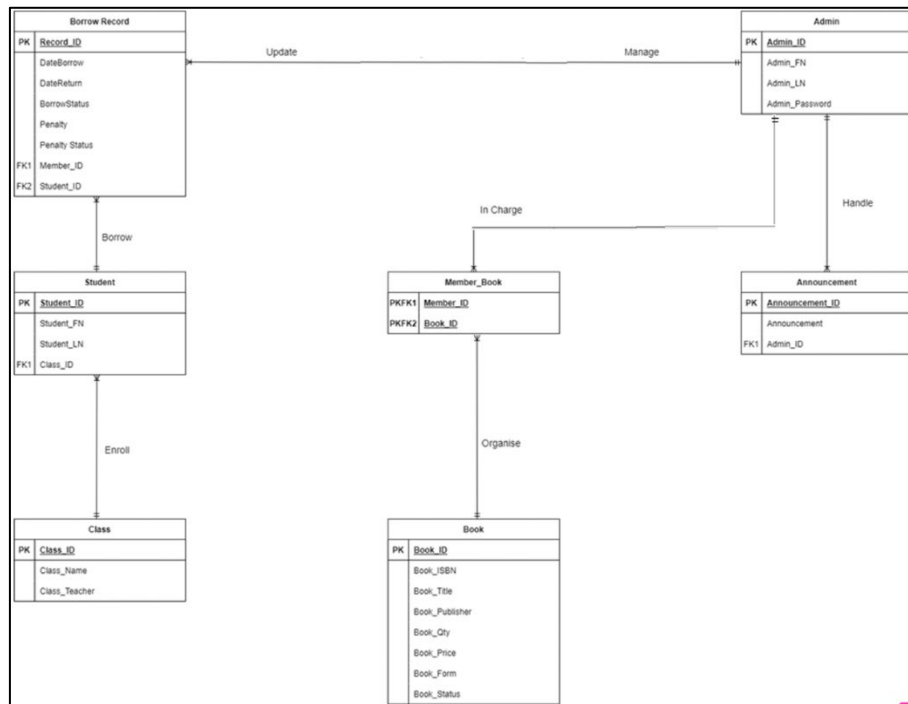 Borrow Record
PK Record_ID
DateBorrow
DateReturn
BorrowStatus
Penalty
Penalty Status
FK1 Member_ID
FK2 Student_ID
Update
Manage
Admin
PK Admin_ID
Admin_FN
Admin_LN
Admin_Password
Borrow
In Charge
Handle
Student
PK Student_ID
Student_FN
Student_LN
FK1 Class_ID
Member_Book
PKFK1 Member_ID
PKFK2 Book_ID
Announcement
PK Announcement_ID
Announcement
FK1 Admin_ID
Enroll
Organise
Class
PK Class_ID
Class_Name
Class_Teacher
Book
PK Book_ID
Book_ISBN
Book_Title
Book_Publisher
Book_Qty
Book_Price
Book_Form
Book_Status